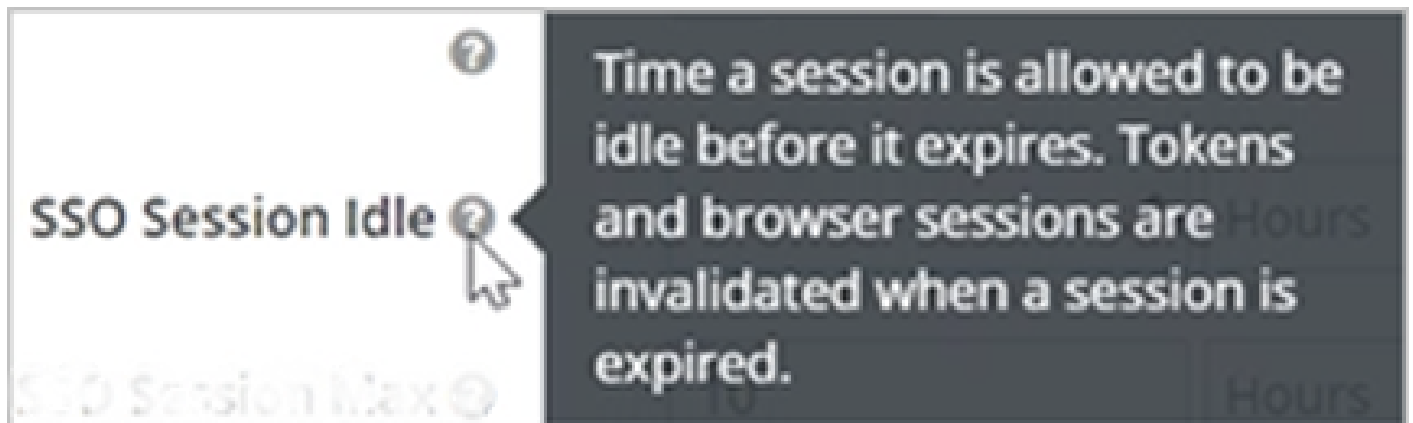 Time a session is allowed to be
idle before it expires. Tokens
SSO Session Idle and browser sessions are Hours
invalidated when a session is
expired.
SSO Session Max 10 Hours